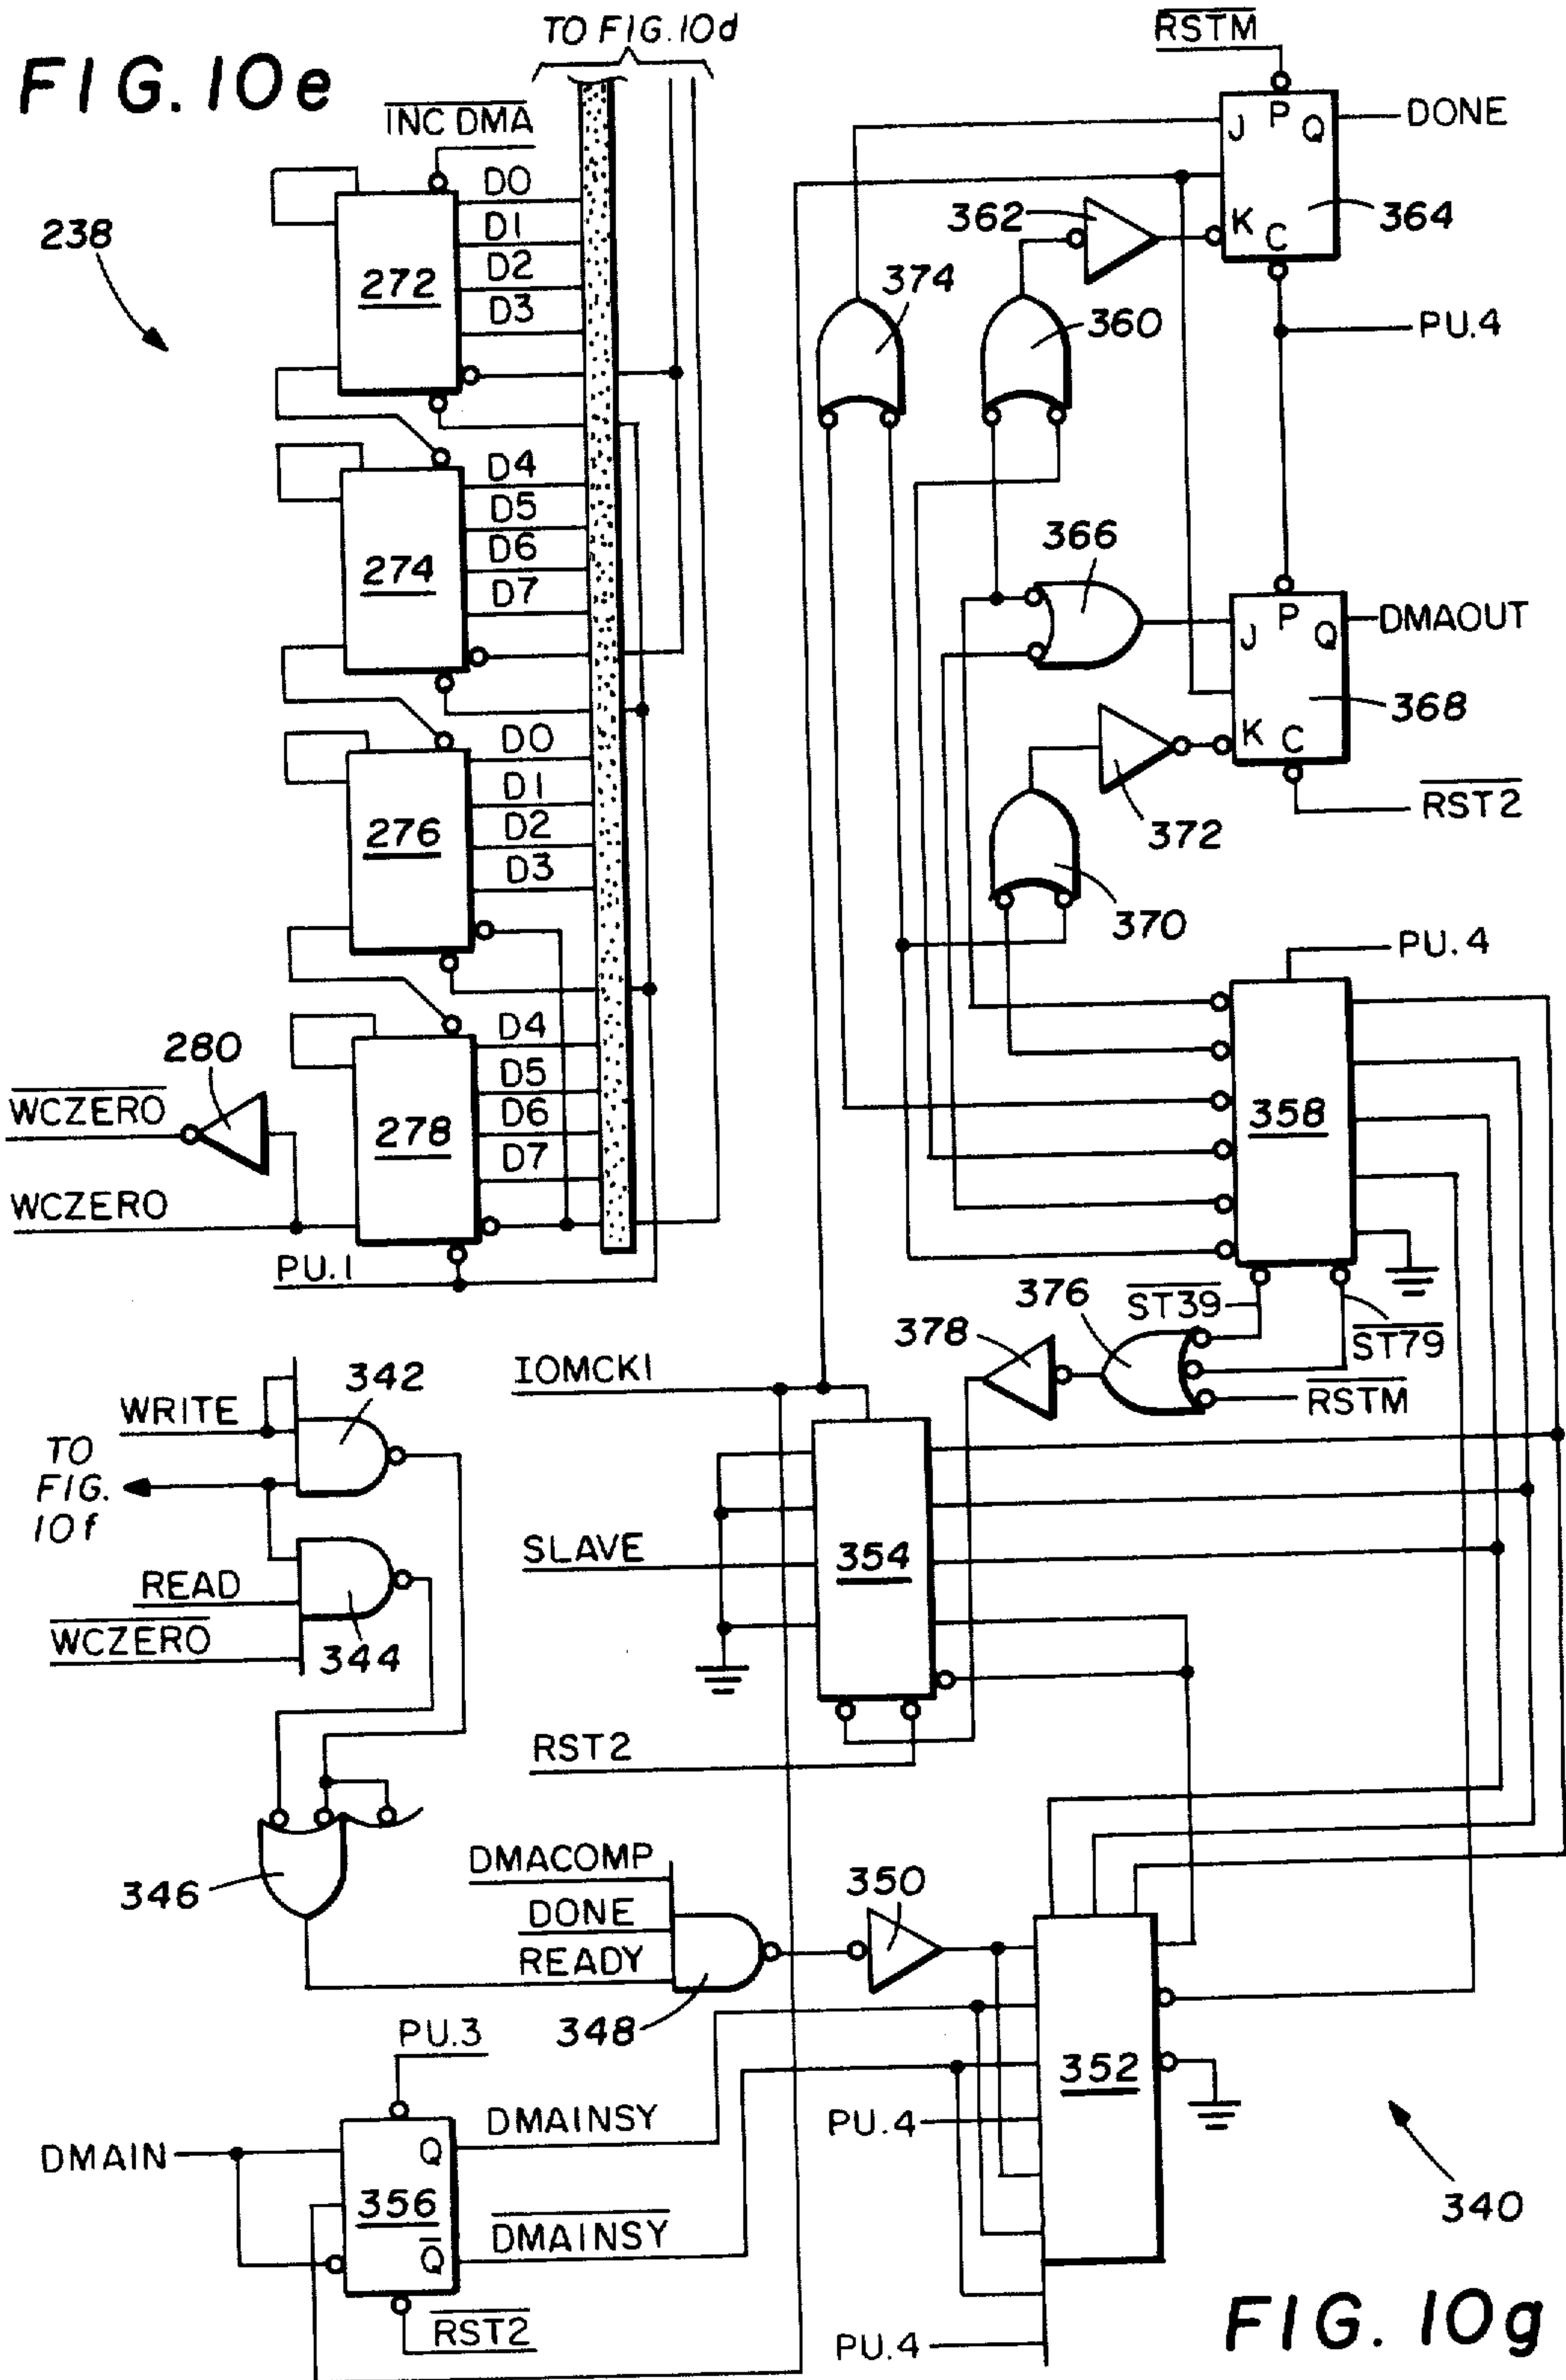 FIG. 10e
TO FIG. 10d
INC DMA
238
272
D0
D1
D2
D3
274
D4
D5
D6
D7
276
D0
D1
D2
D3
278
D4
D5
D6
D7
280
WCZERO
WCZERO
PU.1
RSTM
J P Q
DONE
K C
364
PU.4
362
374
360
366
J P Q
DMAOUT
K C
368
RST2
372
370
PU.4
358
ST39
ST79
376
378
RSTM
IOMCK1
342
WRITE
TO
FIG.
10f
READ
WCZERO
344
SLAVE
354
RST2
346
DMACOMP
DONE
READY
348
350
352
PU.3
DMAIN
356
Q
Q
DMAINSY
DMAINSY
RST2
PU.4
PU.4
340
FIG. 10g